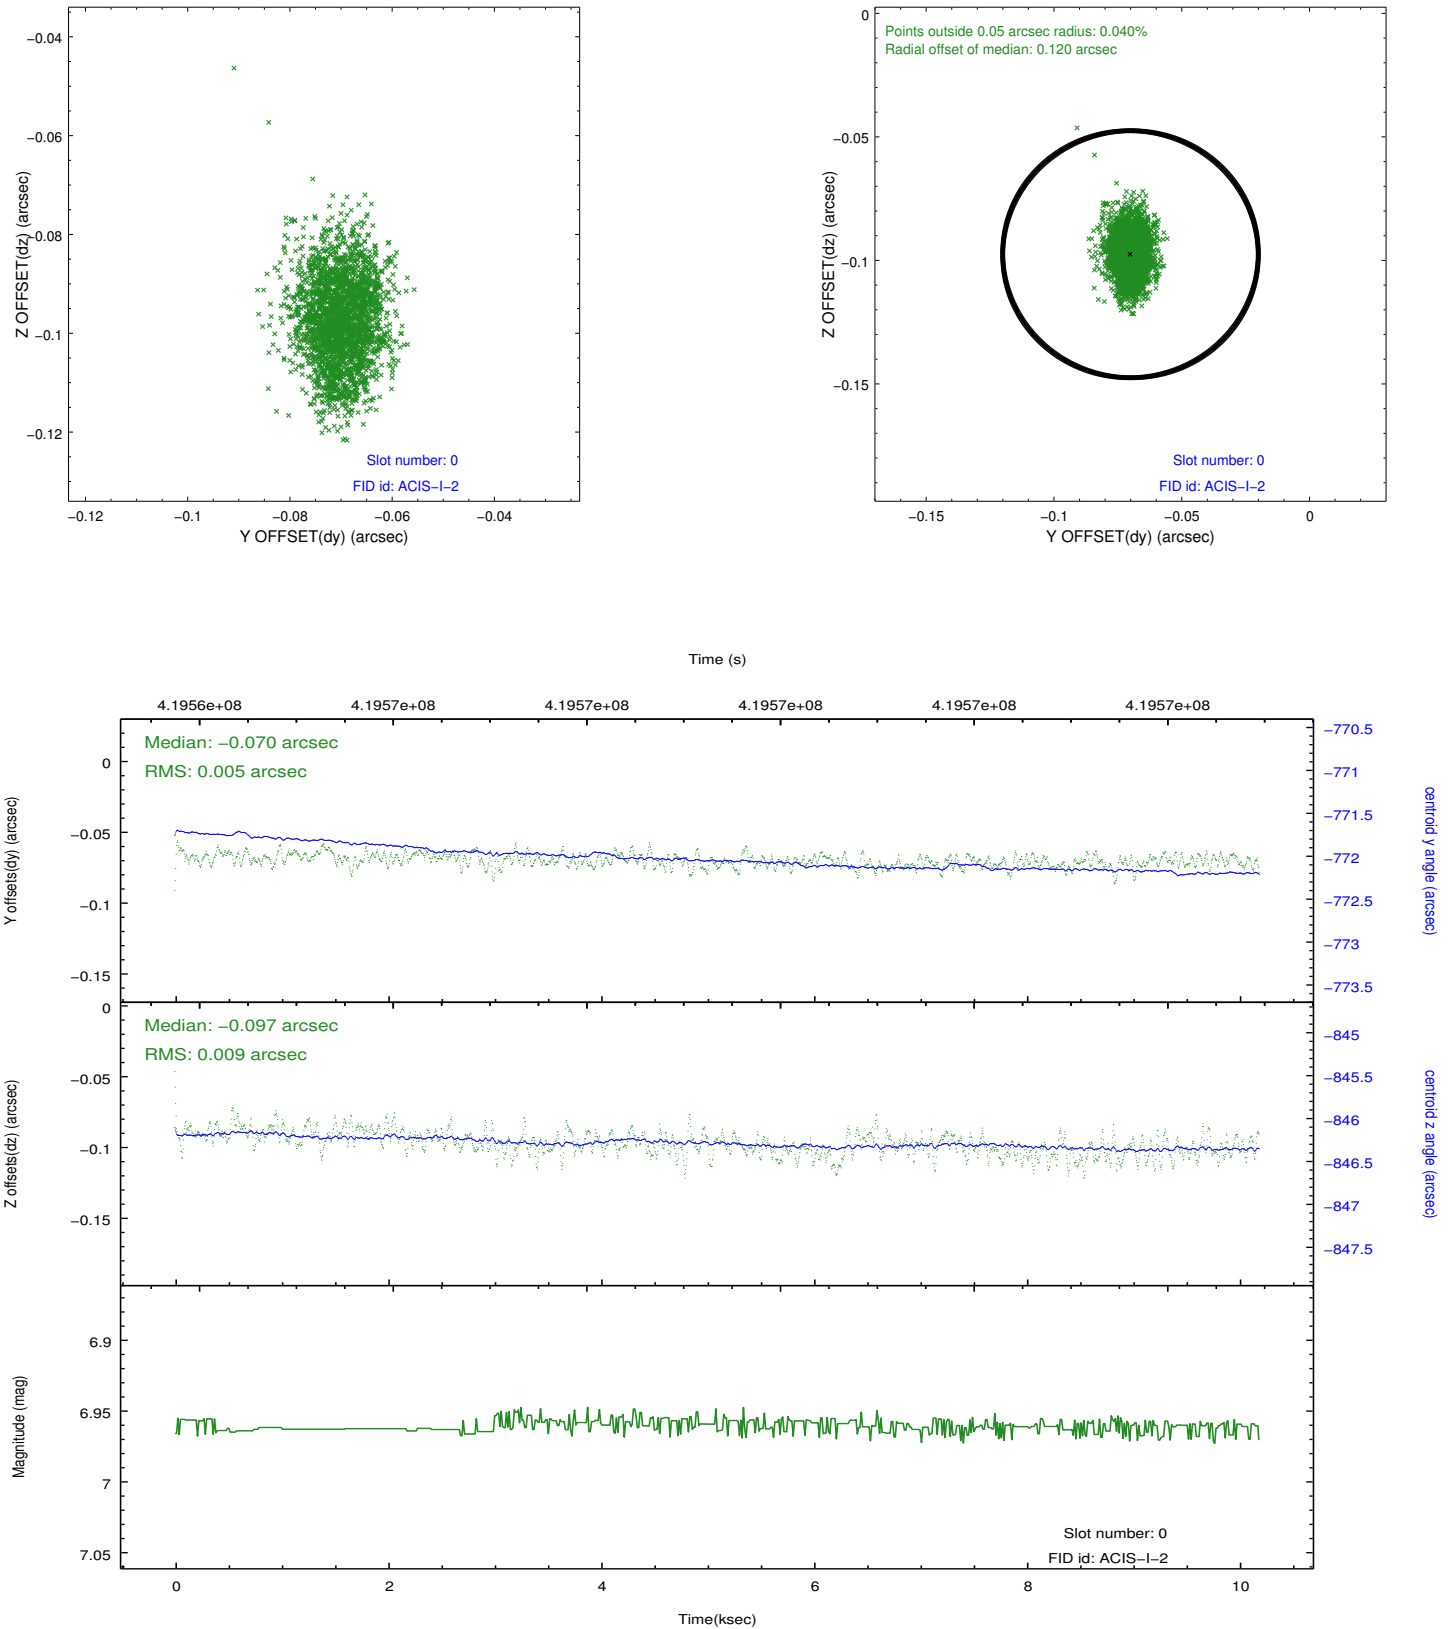 −0.04
−0.06
−0.08
−0.1
−0.12
Z OFFSET(dz) (arcsec)
Slot number: 0
FID id: ACIS−I−2
−0.12
−0.1
−0.08
−0.06
−0.04
Y OFFSET(dy) (arcsec)
Points outside 0.05 arcsec radius: 0.040%
Radial offset of median: 0.120 arcsec
0
−0.05
−0.1
−0.15
Z OFFSET(dz) (arcsec)
Slot number: 0
FID id: ACIS−I−2
−0.15
−0.1
−0.05
0
Y OFFSET(dy) (arcsec)
Time (s)
4.1956e+08
4.1957e+08
4.1957e+08
4.1957e+08
4.1957e+08
4.1957e+08
Median: −0.070 arcsec
RMS: 0.005 arcsec
0
−0.05
−0.1
−0.15
Y offsets(dy) (arcsec)
−770.5
−771
−771.5
−772
−772.5
−773
−773.5
centroid y angle (arcsec)
Median: −0.097 arcsec
RMS: 0.009 arcsec
0
−0.05
−0.1
−0.15
Z offsets(dz) (arcsec)
−845
−845.5
−846
−846.5
−847
−847.5
centroid z angle (arcsec)
6.9
6.95
7
7.05
Magnitude (mag)
Slot number: 0
FID id: ACIS−I−2
0
2
4
6
8
10
Time(ksec)